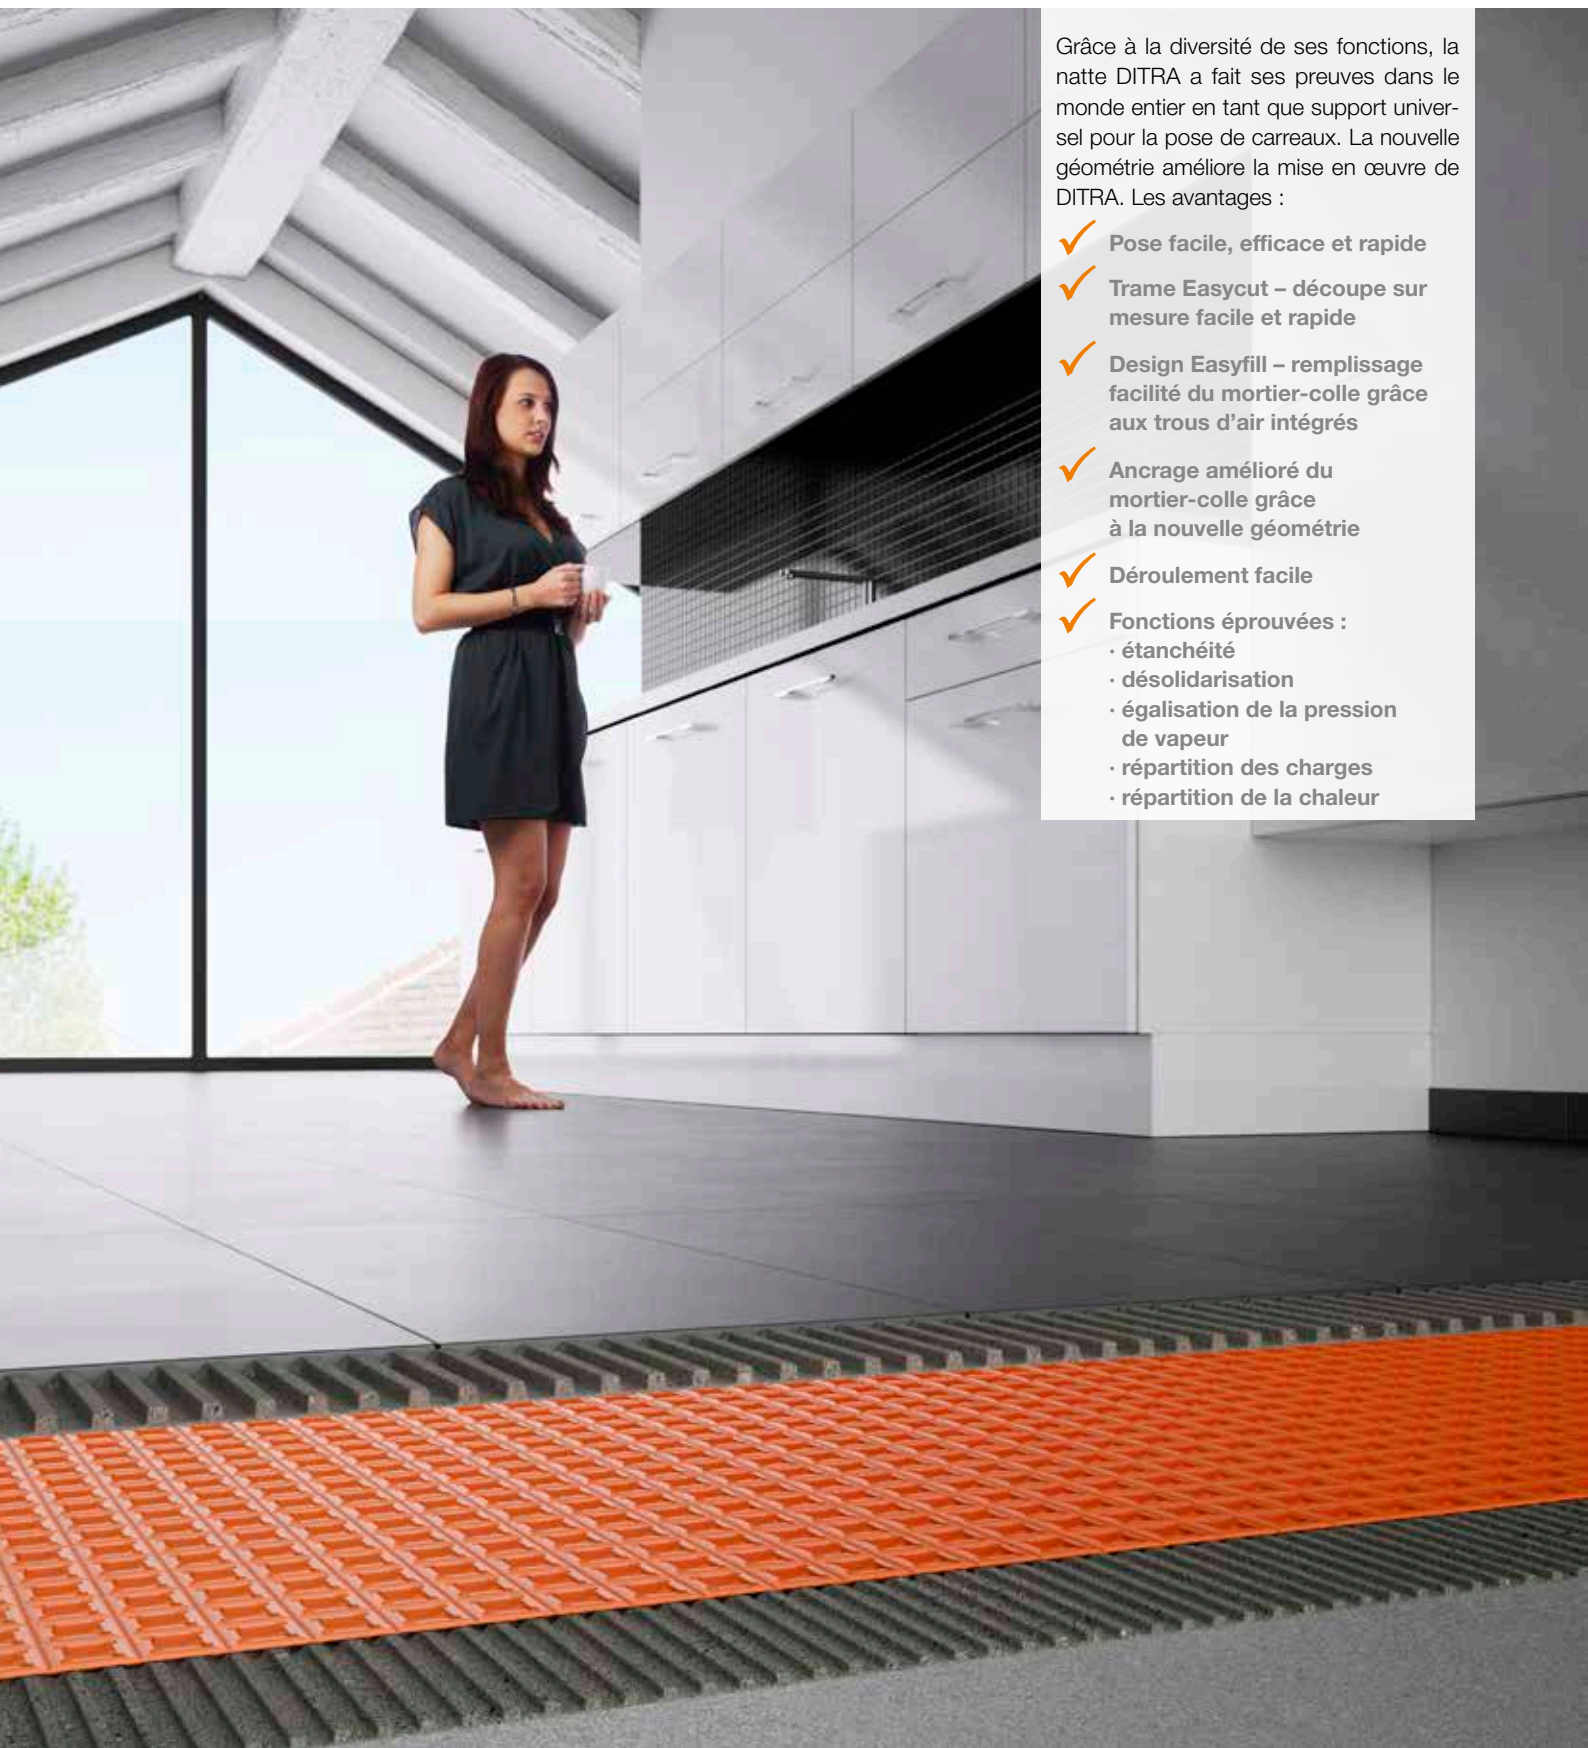 Grâce à la diversité de ses fonctions, la
natte DITRA a fait ses preuves dans le
monde entier en tant que support univer-
sel pour la pose de carreaux. La nouvelle
géométrie améliore la mise en œuvre de
DITRA. Les avantages :
Pose facile, efficace et rapide
Trame Easycut – découpe sur
mesure facile et rapide
Design Easyfill – remplissage
facilité du mortier-colle grâce
aux trous d’air intégrés
Ancrage amélioré du
mortier-colle grâce
à la nouvelle géométrie
Déroulement facile
Fonctions éprouvées :
· étanchéité
· désolidarisation
· égalisation de la pression
de vapeur
· répartition des charges
· répartition de la chaleur